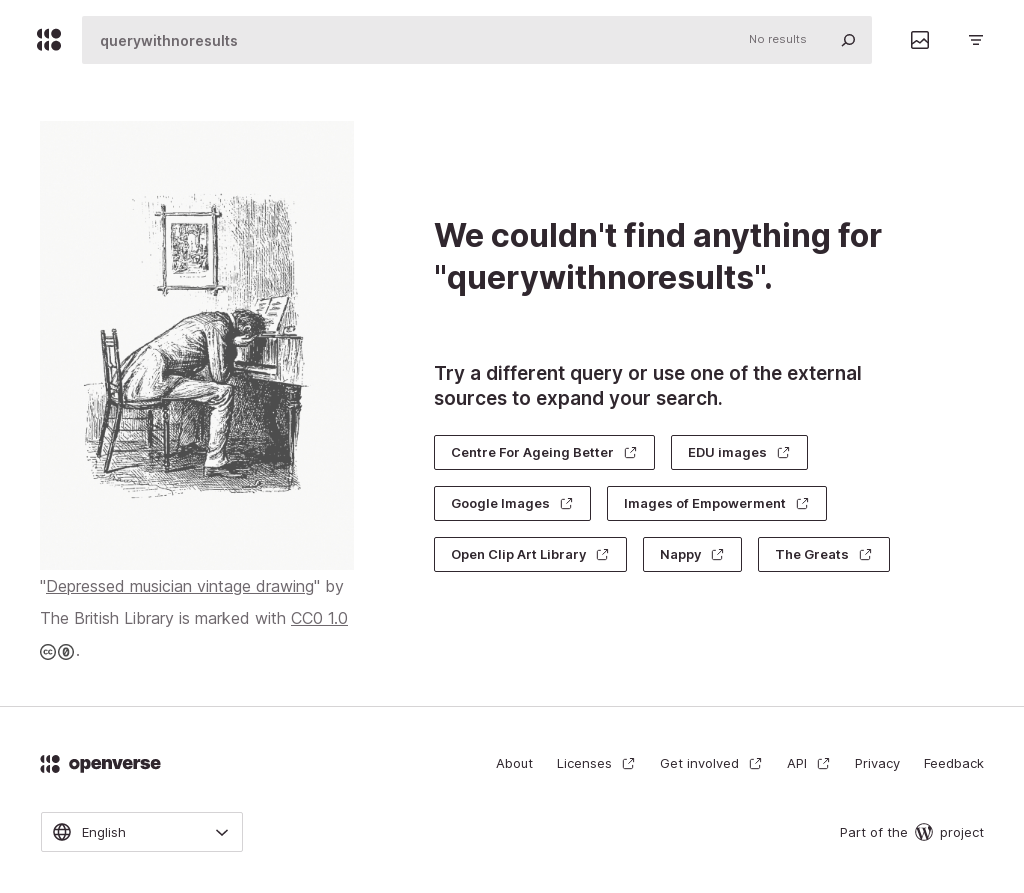 querywithnoresults
No results
We couldn't find anything for
"querywithnoresults".
Try a different query or use one of the external
sources to expand your search.
Centre For Ageing Better
EDU images
Google Images
Images of Empowerment
Open Clip Art Library
Nappy
The Greats
"Depressed musician vintage drawing" by
The British Library is marked with CC0 1.0
.
openverse
About
Licenses
Get involved
API
Privacy
Feedback
English
Part of the
project